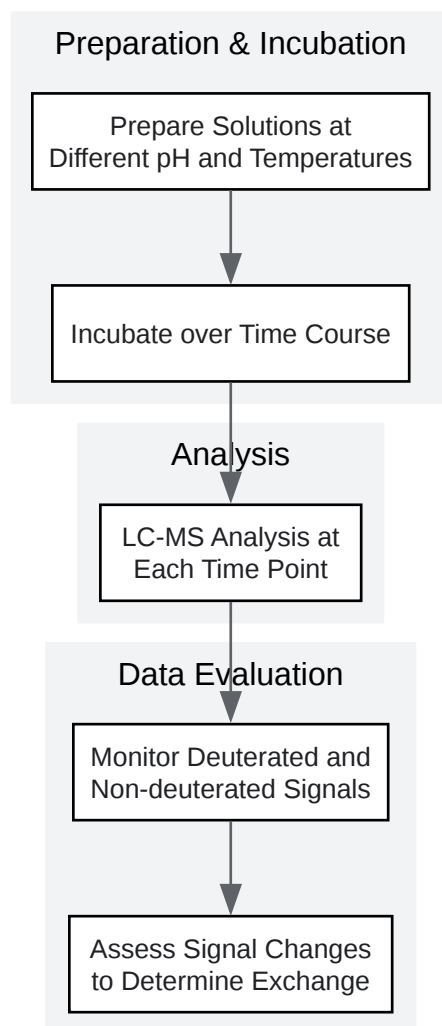 Preparation & Incubation
Prepare Solutions at
Different pH and Temperatures
Incubate over Time Course
Analysis
LC-MS Analysis at
Each Time Point
Data Evaluation
Monitor Deuterated and
Non-deuterated Signals
Assess Signal Changes
to Determine Exchange